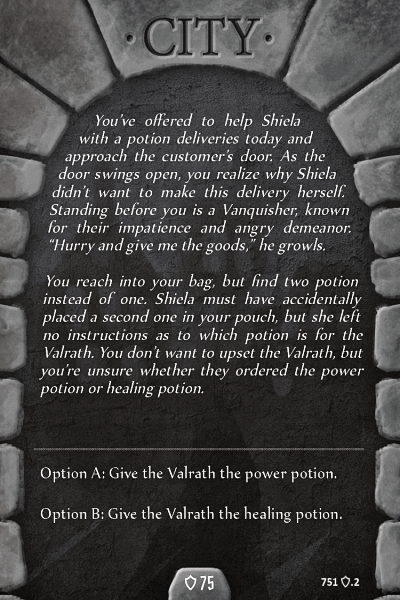 · CITY ·
You've offered to help Shiela
with a potion deliveries today and
approach the customer's door. As the
door swings open, you realize why Shiela
didn't want to make this delivery herself.
Standing before you is a Vanquisher, known
for their impatience and angry demeanor.
"Hurry and give me the goods," he growls.
You reach into your bag, but find two potion
instead of one. Shiela must have accidentally
placed a second one in your pouch, but she left
no instructions as to which potion is for the
Valrath. You don't want to upset the Valrath, but
you're unsure whether they ordered the power
potion or healing potion.
Option A: Give the Valrath the power potion.
Option B: Give the Valrath the healing potion.
75
751 .2